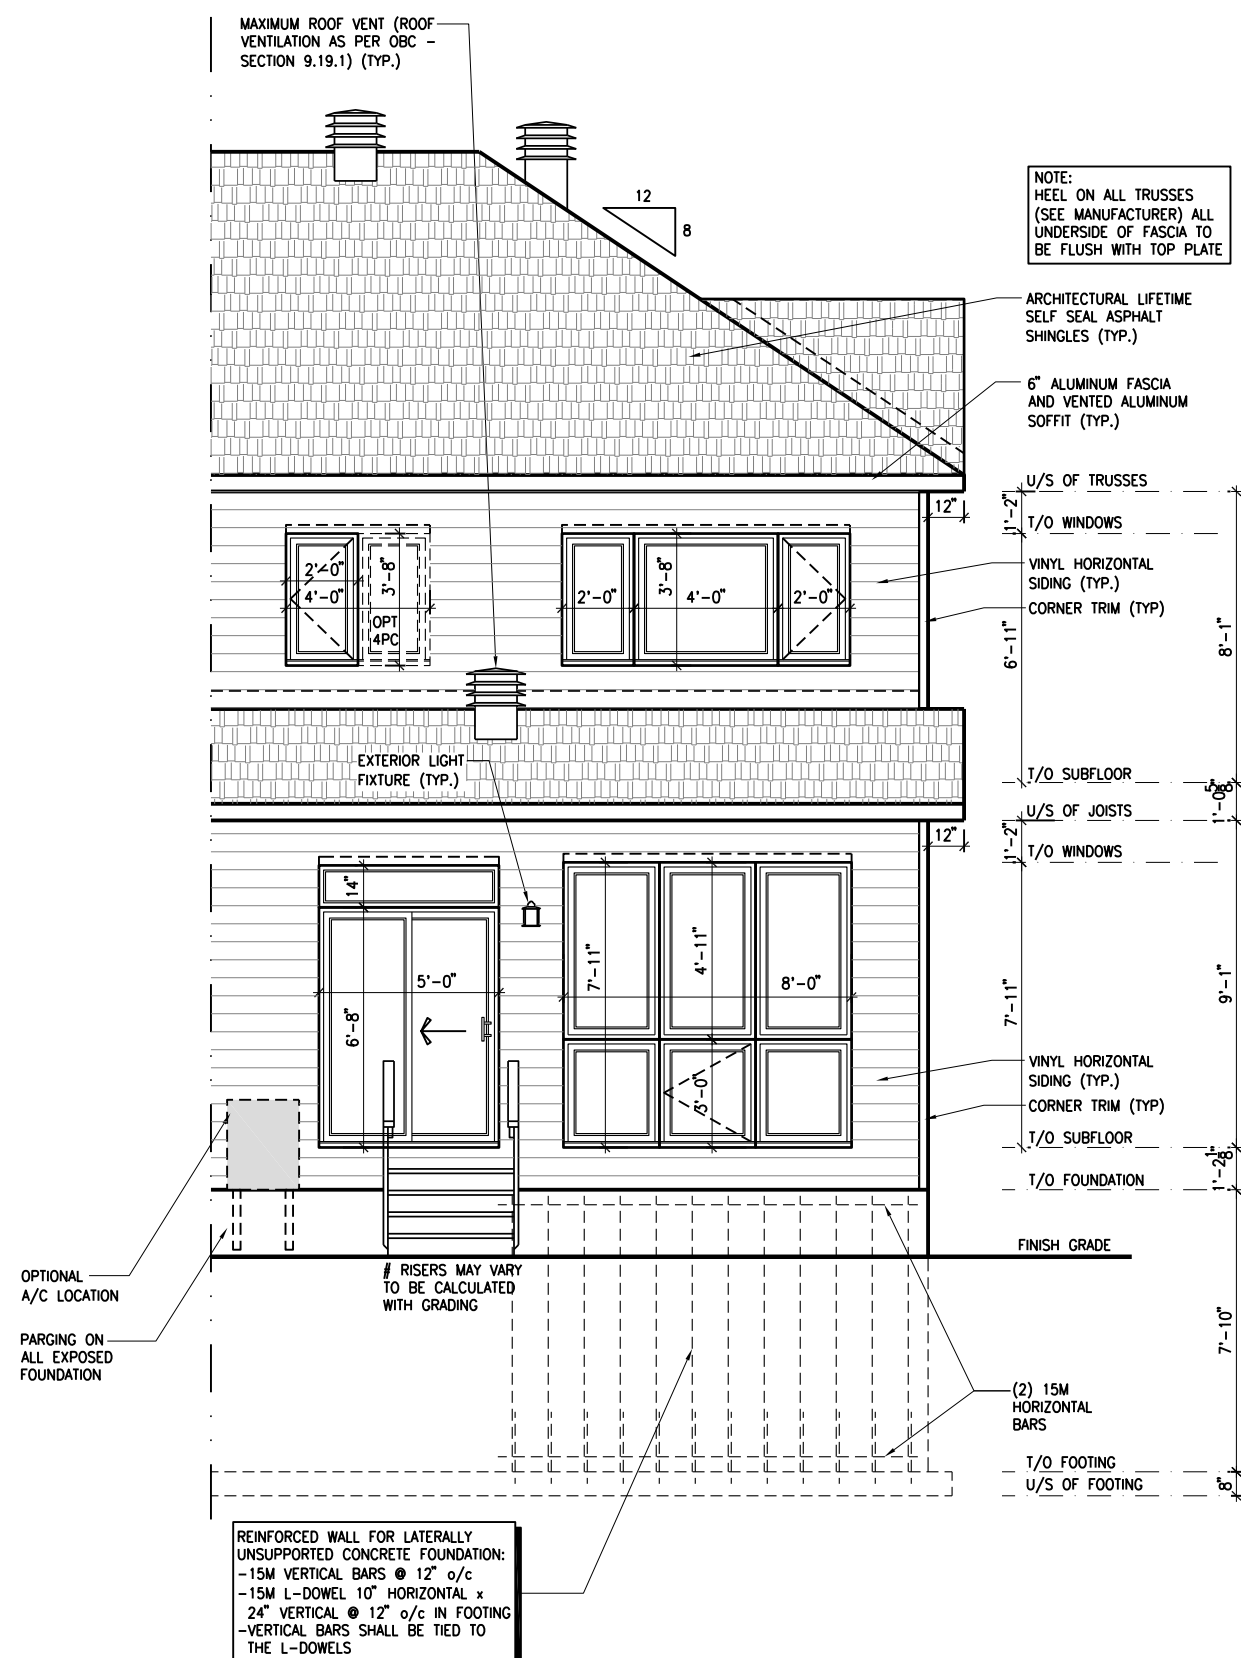 MAXIMUM ROOF VENT (ROOF
VENTILATION AS PER OBC -
SECTION 9.19.1) (TYP.)
12
8
NOTE:
HEEL ON ALL TRUSSES
(SEE MANUFACTURER) ALL
UNDERSIDE OF FASCIA TO
BE FLUSH WITH TOP PLATE
ARCHITECTURAL LIFETIME
SELF SEAL ASPHALT
SHINGLES (TYP.)
6" ALUMINUM FASCIA
AND VENTED ALUMINUM
SOFFIT (TYP.)
U/S OF TRUSSES
12"
1'-2"
T/O WINDOWS
VINYL HORIZONTAL
SIDING (TYP.)
CORNER TRIM (TYP)
2'-0"
4'-0"
3'-8"
OPT
4PC
2'-0"
3'-8"
4'-0"
2'-0"
6'-11"
8'-1"
EXTERIOR LIGHT
FIXTURE (TYP.)
T/O SUBFLOOR
1'-0 5/8"
U/S OF JOISTS
12"
1'-2"
T/O WINDOWS
14"
5'-0"
6'-8"
7'-11"
4'-11"
8'-0"
3'-0"
7'-11"
9'-1"
VINYL HORIZONTAL
SIDING (TYP.)
CORNER TRIM (TYP)
T/O SUBFLOOR
1'-2 1/8"
T/O FOUNDATION
FINISH GRADE
OPTIONAL
A/C LOCATION
# RISERS MAY VARY
TO BE CALCULATED
WITH GRADING
PARGING ON
ALL EXPOSED
FOUNDATION
7'-10"
(2) 15M
HORIZONTAL
BARS
T/O FOOTING
U/S OF FOOTING
8"
REINFORCED WALL FOR LATERALLY
UNSUPPORTED CONCRETE FOUNDATION:
-15M VERTICAL BARS @ 12" o/c
-15M L-DOWEL 10" HORIZONTAL x
24" VERTICAL @ 12" o/c IN FOOTING
-VERTICAL BARS SHALL BE TIED TO
THE L-DOWELS